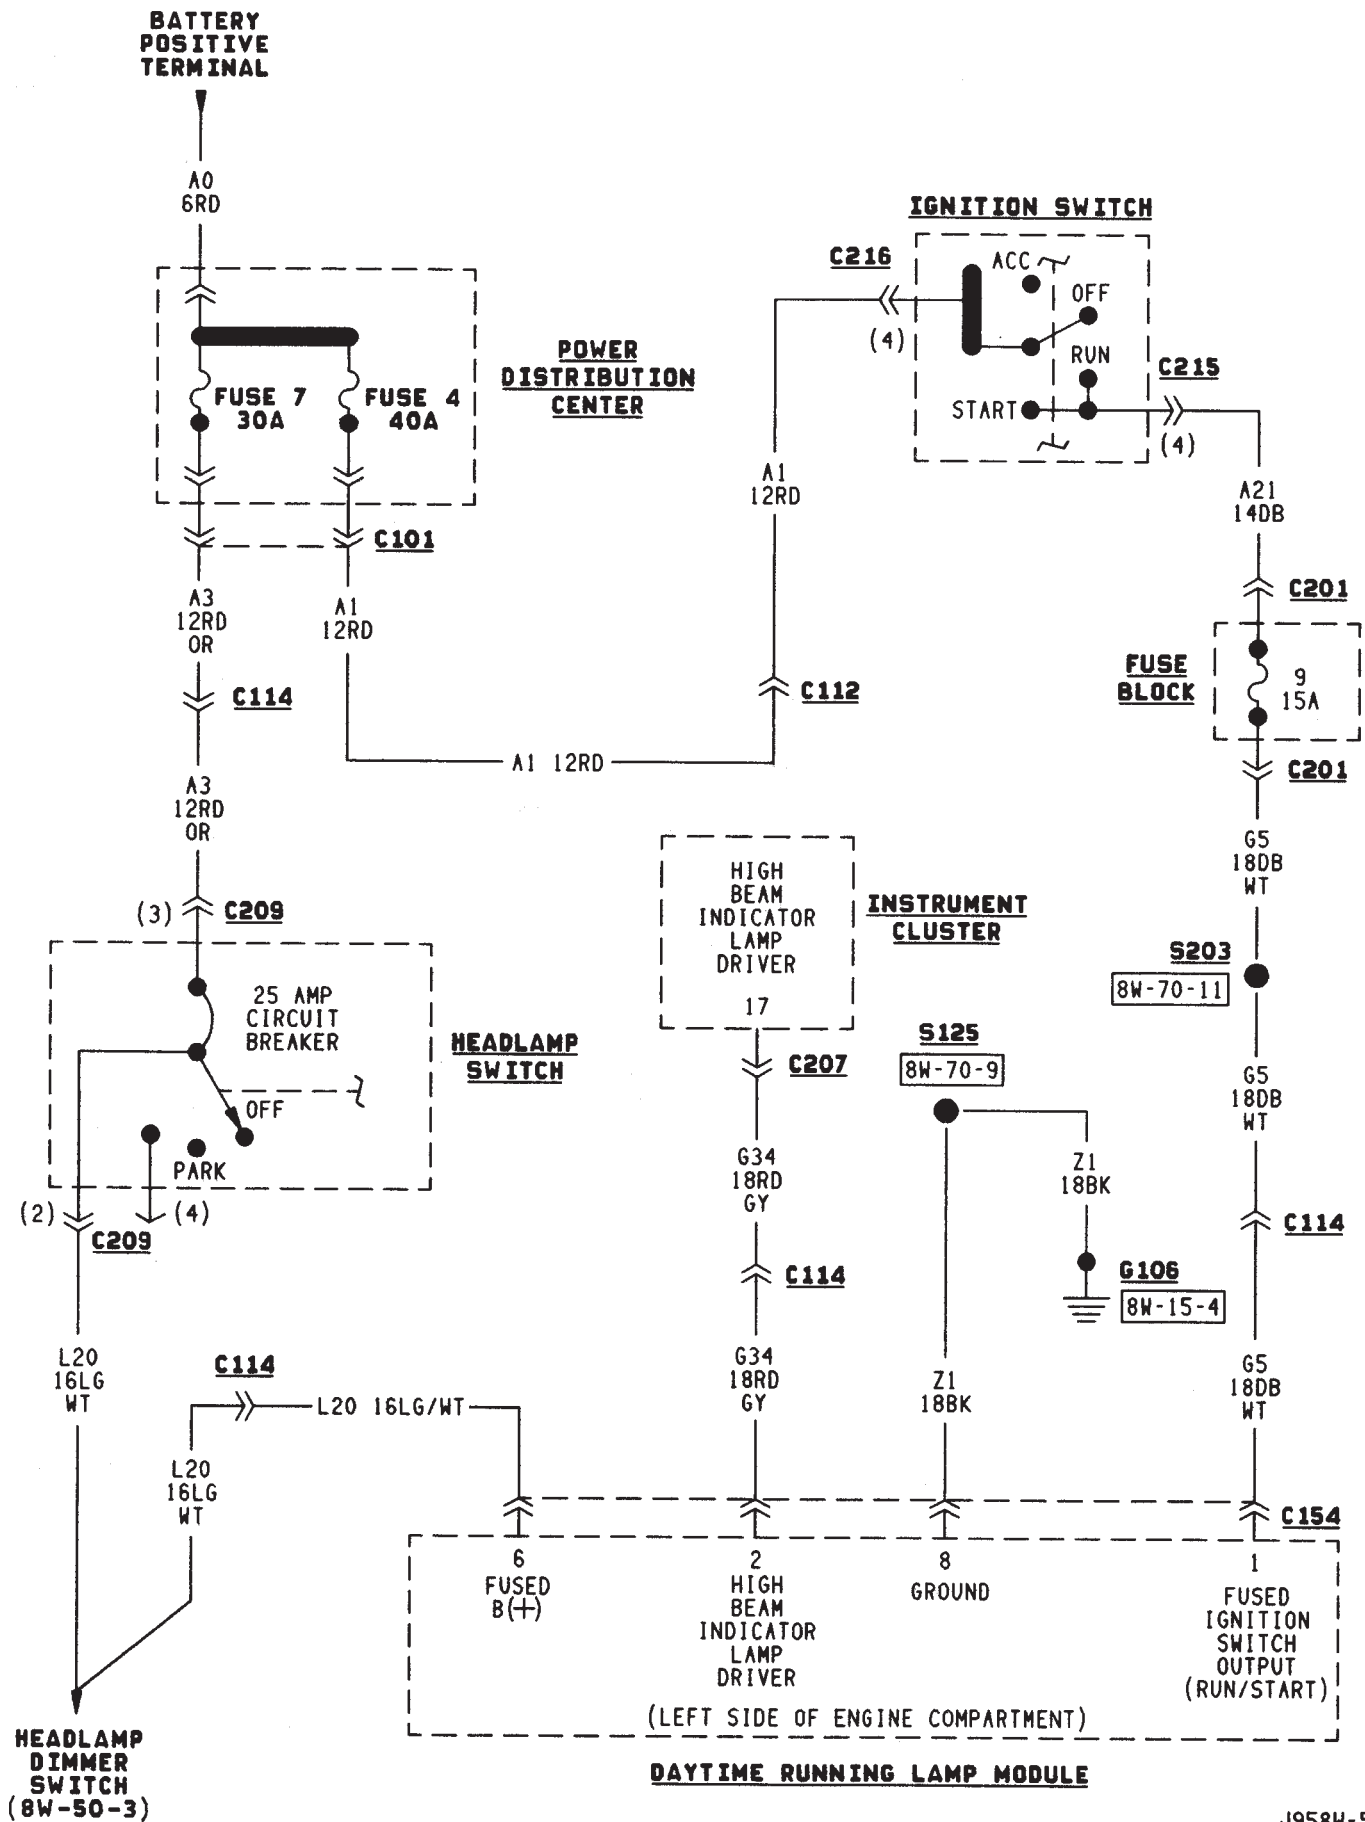 BATTERY
POSITIVE
TERMINAL
A0
6RD
IGNITION SWITCH
C216
(4)
ACC
OFF
RUN
START
C215
(4)
POWER
DISTRIBUTION
CENTER
FUSE 7
30A
FUSE 4
40A
C101
A1
12RD
A21
14DB
C201
A3
12RD
OR
A1
12RD
FUSE
BLOCK
9
15A
C114
C112
A1 12RD
C201
A3
12RD
OR
G5
18DB
WT
HIGH
BEAM
INDICATOR
LAMP
DRIVER
17
INSTRUMENT
CLUSTER
(3)
C209
S203
8W-70-11
25 AMP
CIRCUIT
BREAKER
HEADLAMP
SWITCH
OFF
PARK
C207
S125
8W-70-9
G5
18DB
WT
G34
18RD
GY
Z1
18BK
(2)
(4)
C209
C114
C114
G106
8W-15-4
L20
16LG
WT
C114
L20 16LG/WT
G34
18RD
GY
Z1
18BK
G5
18DB
WT
L20
16LG
WT
C154
6
FUSED
B(+)
2
HIGH
BEAM
INDICATOR
LAMP
DRIVER
8
GROUND
1
FUSED
IGNITION
SWITCH
OUTPUT
(RUN/START)
(LEFT SIDE OF ENGINE COMPARTMENT)
HEADLAMP
DIMMER
SWITCH
(8W-50-3)
DAYTIME RUNNING LAMP MODULE